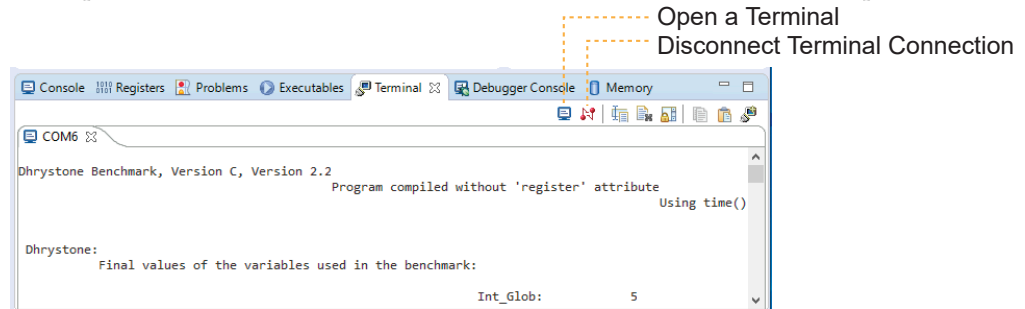 Open a Terminal
Disconnect Terminal Connection
Console Registers Problems Executables Terminal Debugger Console Memory
COM6
Dhrystone Benchmark, Version C, Version 2.2
Program compiled without 'register' attribute
Using time()
Dhrystone:
Final values of the variables used in the benchmark:
Int_Glob: 5